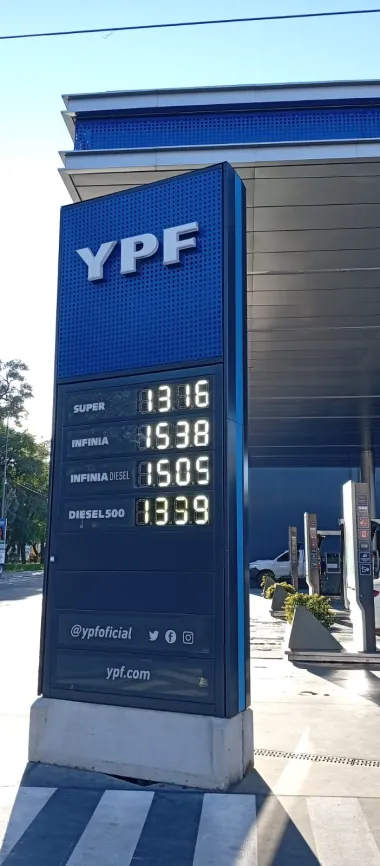 YPF
SUPER 1316
INFINIA 1538
INFINIA DIESEL 1505
DIESEL500 1339
@ypfoficial
ypf.com